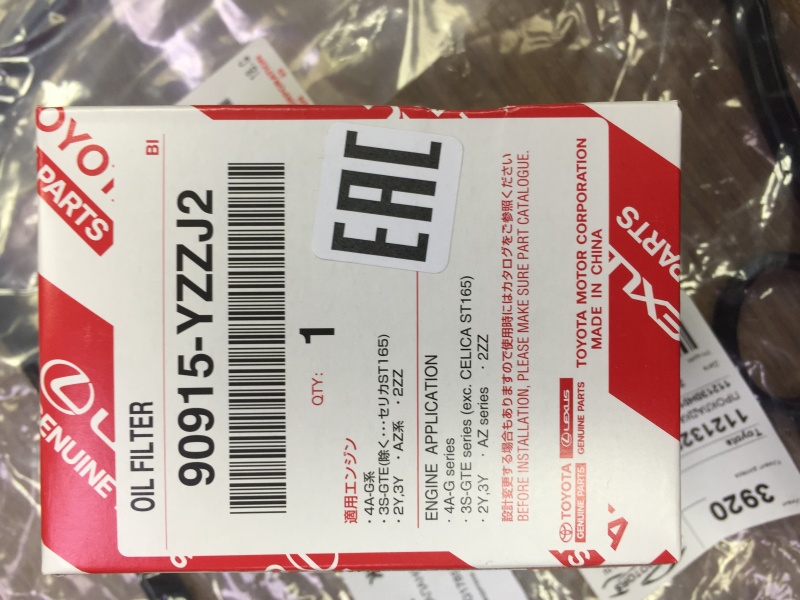 TOYOTA
PARTS
BI
OIL FILTER
90915-YZZJ2
QTY: 1
EAC
適用エンジン
・4A-G系
・3S-GTE(除く・・・セリカST165)
・2Y,3Y ・AZ系 ・2ZZ
ENGINE APPLICATION
・4A-G series
・3S-GTE series (exc. CELICA ST165)
・2Y,3Y ・AZ series ・2ZZ
設計変更する場合もありますので使用時にはカタログをご参照ください
BEFORE INSTALLATION, PLEASE MAKE SURE PART CATALOGUE.
TOYOTA
GENUINE PARTS
LEXUS
GENUINE PARTS
TOYOTA MOTOR CORPORATION
MADE IN CHINA
LEXUS
GENUINE
EXU
PARTS
Toyota
3920